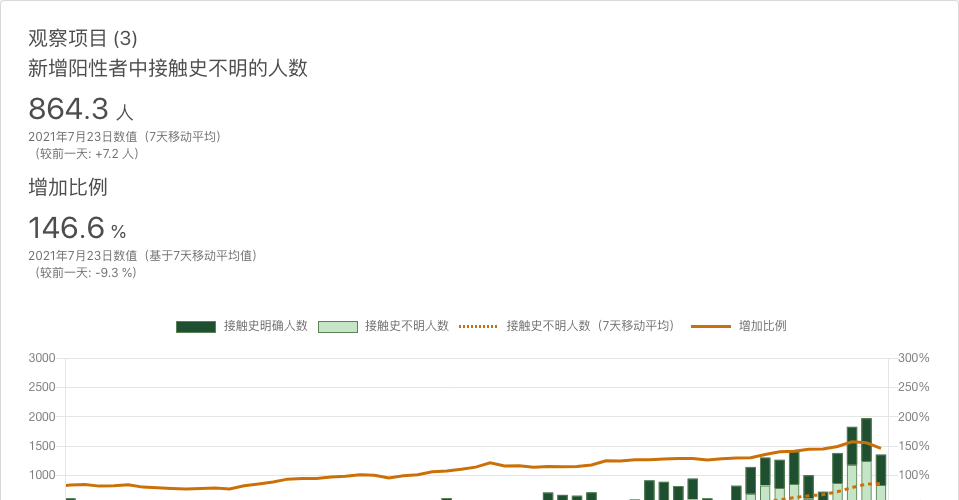 观察项目 (3)
新增阳性者中接触史不明的人数
864.3 人
2021年7月23日数值（7天移动平均）
（较前一天: +7.2 人）
增加比例
146.6 %
2021年7月23日数值（基于7天移动平均值）
（较前一天: -9.3 %）
接触史明确人数 接触史不明人数 接触史不明人数（7天移动平均） 增加比例
3000 300%
2500 250%
2000 200%
1500 150%
1000 100%